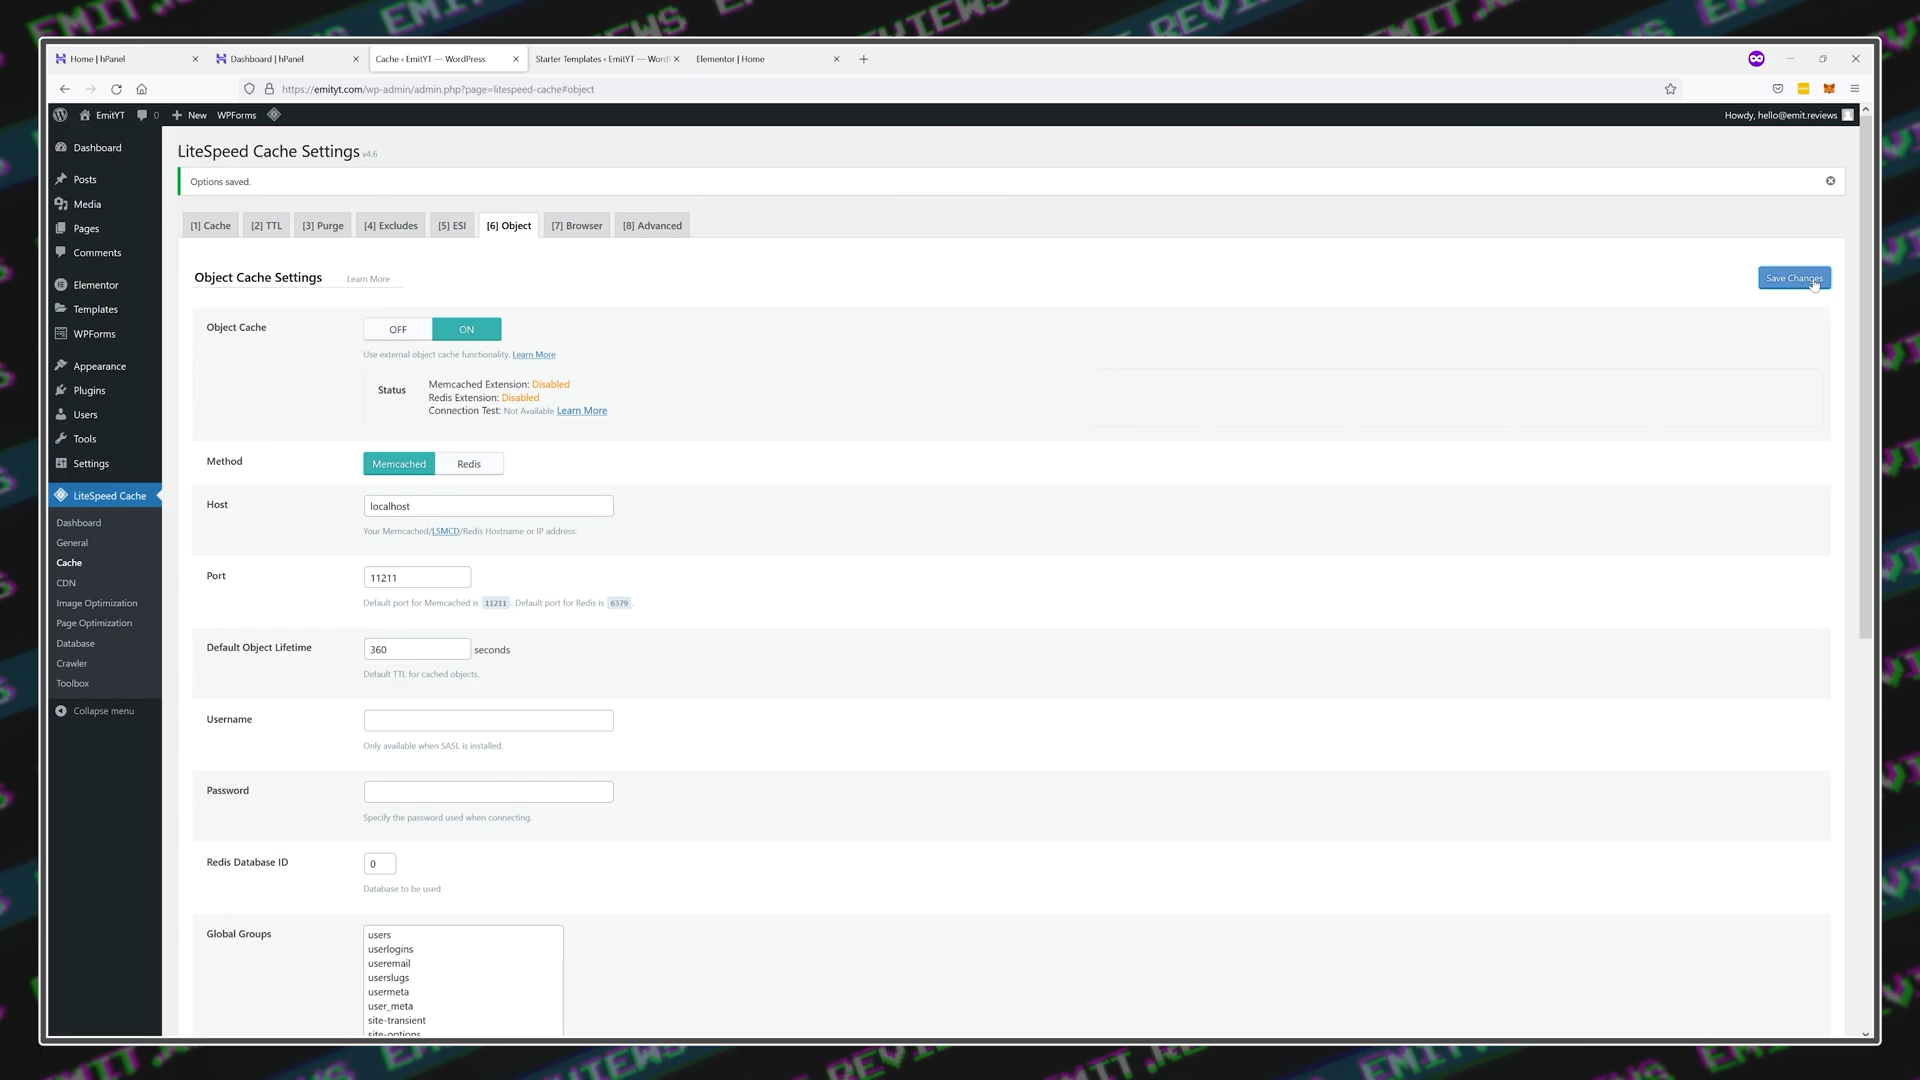 Home | hPanel
Dashboard | hPanel
Cache ‹ EmitYT — WordPress
Starter Templates ‹ EmitYT — Word
Elementor | Home
https://emityt.com/wp-admin/admin.php?page=litespeed-cache#object
EmitYT
0
New
WPForms
Howdy, hello@emit.reviews
Dashboard
Posts
Media
Pages
Comments
Elementor
Templates
WPForms
Appearance
Plugins
Users
Tools
Settings
LiteSpeed Cache
Dashboard
General
Cache
CDN
Image Optimization
Page Optimization
Database
Crawler
Toolbox
Collapse menu
LiteSpeed Cache Settings v4.6
Options saved.
[1] Cache
[2] TTL
[3] Purge
[4] Excludes
[5] ESI
[6] Object
[7] Browser
[8] Advanced
Object Cache Settings
Learn More
Save Changes
Object Cache
OFF
ON
Use external object cache functionality. Learn More
Status
Memcached Extension: Disabled
Redis Extension: Disabled
Connection Test: Not Available Learn More
Method
Memcached
Redis
Host
localhost
Your Memcached/LSMCD/Redis Hostname or IP address.
Port
11211
Default port for Memcached is 11211. Default port for Redis is 6379.
Default Object Lifetime
360 seconds
Default TTL for cached objects.
Username
Only available when SASL is installed.
Password
Specify the password used when connecting.
Redis Database ID
0
Database to be used
Global Groups
users
userlogins
useremail
userslugs
usermeta
user_meta
site-transient
site-options